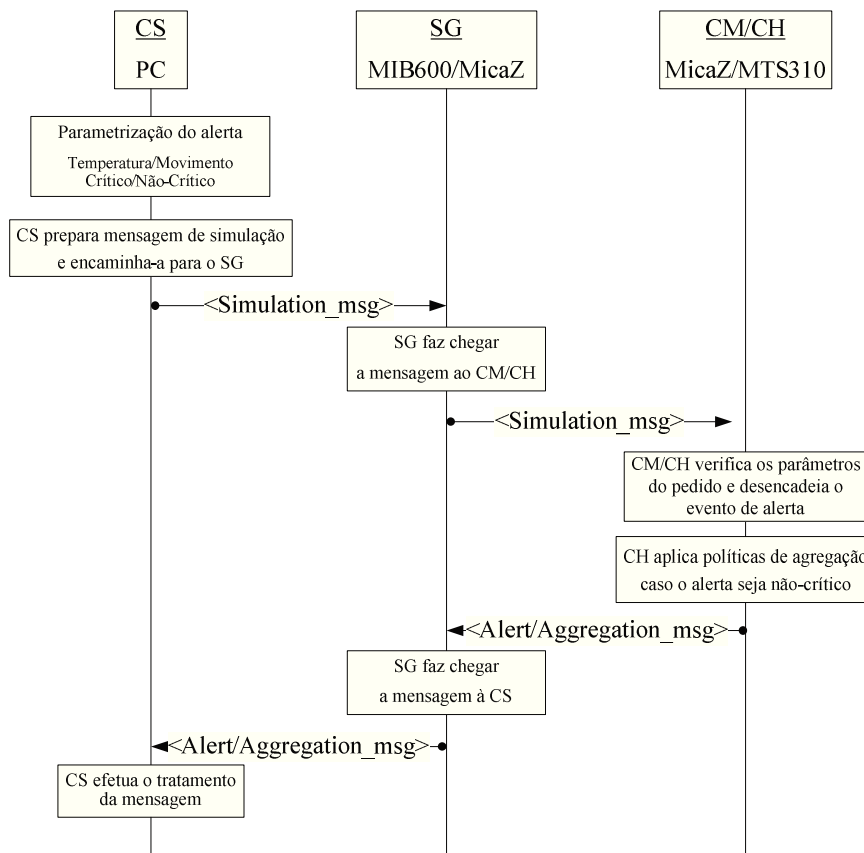 CS
PC
SG
MIB600/MicaZ
CM/CH
MicaZ/MTS310
Parametrização do alerta
Temperatura/Movimento
Crítico/Não-Crítico
CS prepara mensagem de simulação
e encaminha-a para o SG
<Simulation_msg>
SG faz chegar
a mensagem ao CM/CH
<Simulation_msg>
CM/CH verifica os parâmetros
do pedido e desencadeia o
evento de alerta
CH aplica políticas de agregação
caso o alerta seja não-crítico
<Alert/Aggregation_msg>
SG faz chegar
a mensagem à CS
<Alert/Aggregation_msg>
CS efetua o tratamento
da mensagem